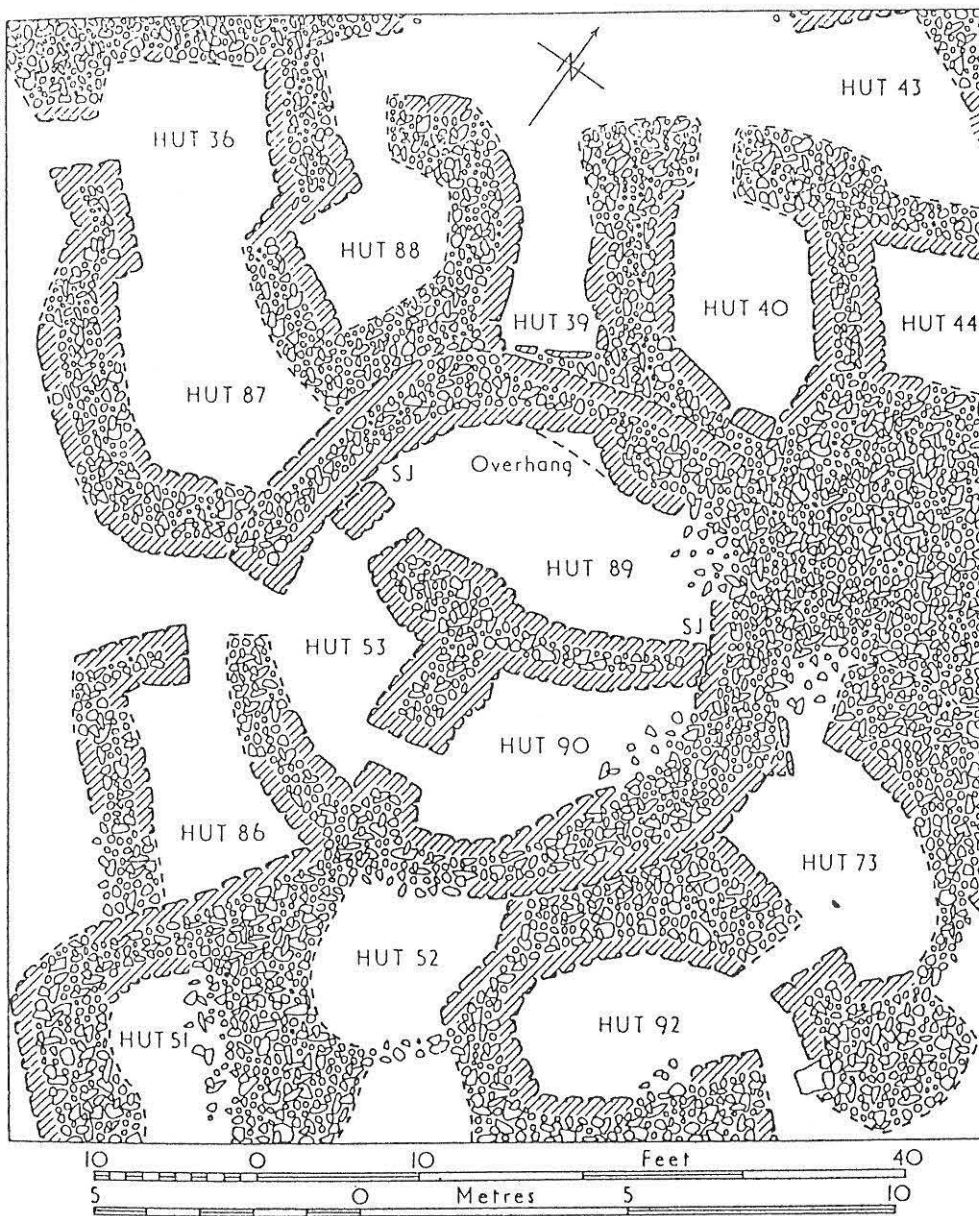 N
HUT 43
HUT 36
HUT 88
HUT 39
HUT 40
HUT 44
HUT 87
SJ
Overhang
HUT 89
SJ
HUT 53
HUT 90
HUT 86
HUT 73
HUT 52
HUT 92
HUT 51
10 0 10 Feet 40
5 0 Metres 5 10